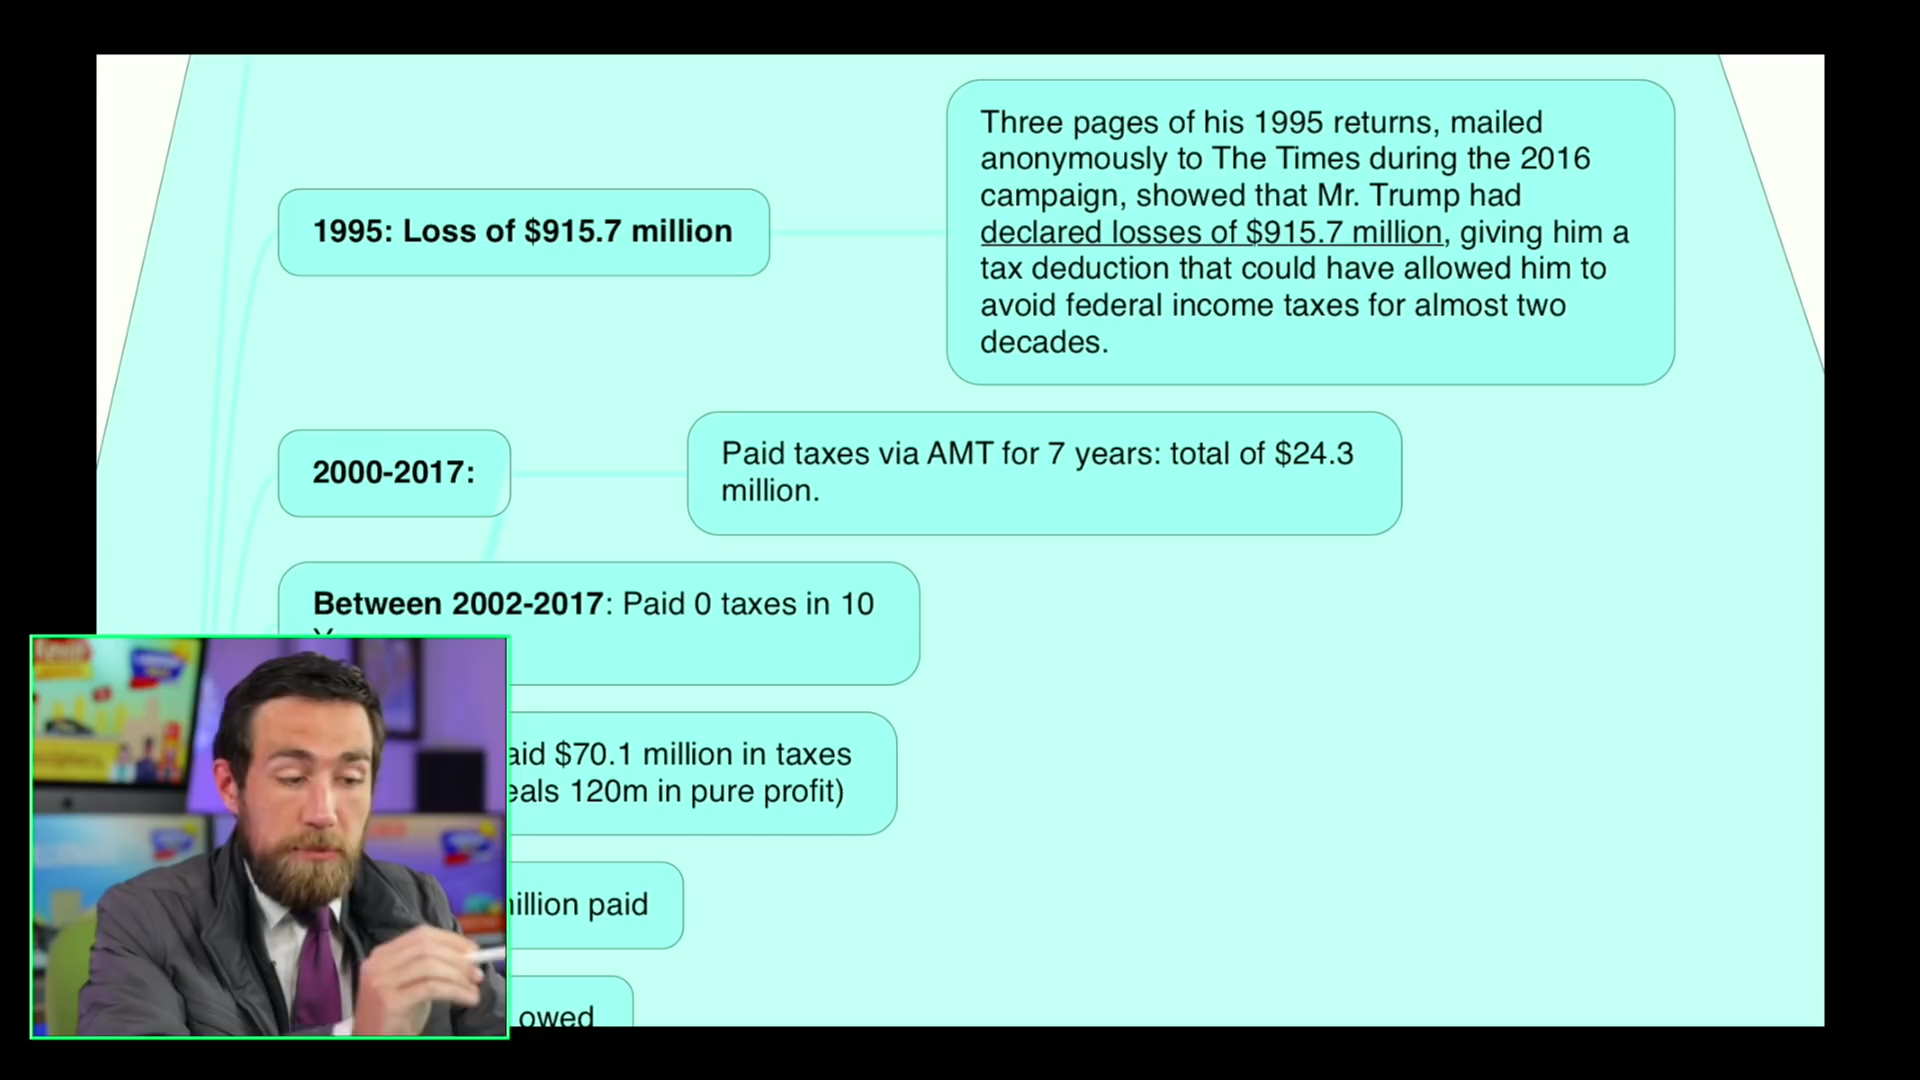 Three pages of his 1995 returns, mailed
anonymously to The Times during the 2016
campaign, showed that Mr. Trump had
declared losses of $915.7 million, giving him a
tax deduction that could have allowed him to
avoid federal income taxes for almost two
decades.
1995: Loss of $915.7 million
2000-2017:
Paid taxes via AMT for 7 years: total of $24.3
million.
Between 2002-2017: Paid 0 taxes in 10
aid $70.1 million in taxes
eals 120m in pure profit)
illion paid
owed